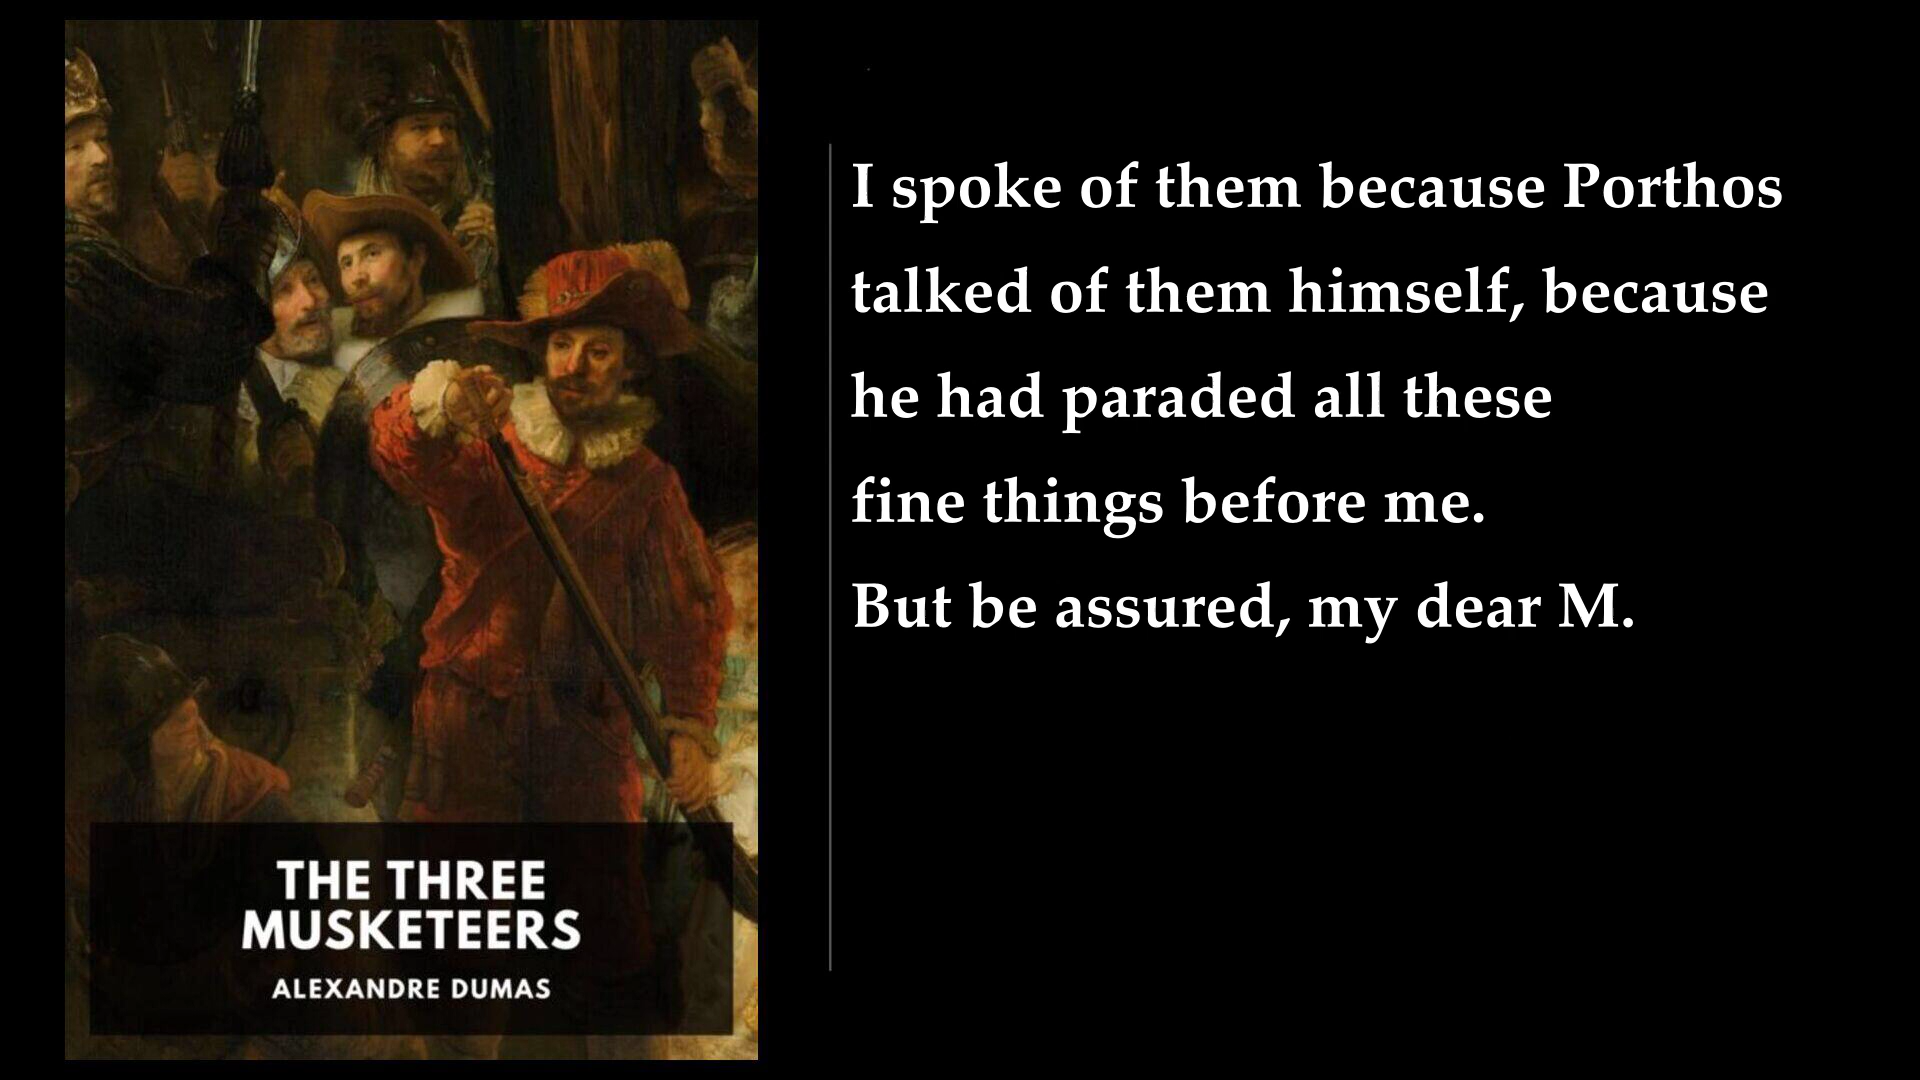 THE THREE
MUSKETEERS
ALEXANDRE DUMAS
I spoke of them because Porthos
talked of them himself, because
he had paraded all these
fine things before me.
But be assured, my dear M.